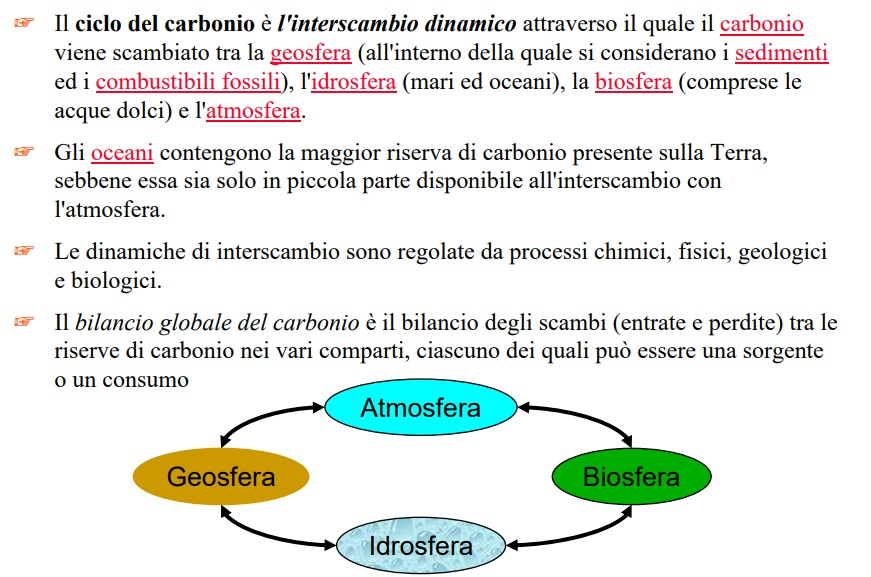 ☞ Il ciclo del carbonio è l'interscambio dinamico attraverso il quale il carbonio
viene scambiato tra la geosfera (all'interno della quale si considerano i sedimenti
ed i combustibili fossili), l'idrosfera (mari ed oceani), la biosfera (comprese le
acque dolci) e l'atmosfera.
☞ Gli oceani contengono la maggior riserva di carbonio presente sulla Terra,
sebbene essa sia solo in piccola parte disponibile all'interscambio con
l'atmosfera.
☞ Le dinamiche di interscambio sono regolate da processi chimici, fisici, geologici
e biologici.
☞ Il bilancio globale del carbonio è il bilancio degli scambi (entrate e perdite) tra le
riserve di carbonio nei vari comparti, ciascuno dei quali può essere una sorgente
o un consumo
Atmosfera
Geosfera
Biosfera
Idrosfera